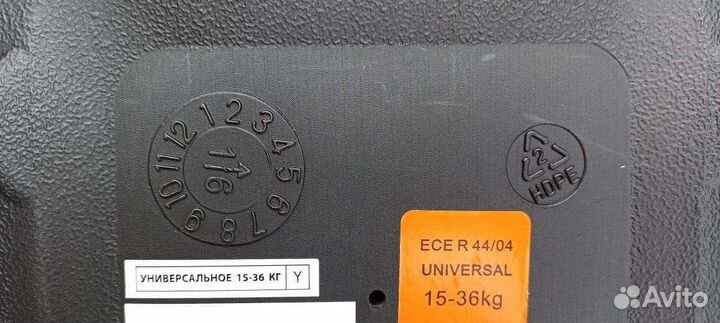 1 2 3 4 5 6 7 8 9 10 11 12
1 6
2
HDPE
ECE R 44/04
UNIVERSAL
15-36kg
УНИВЕРСАЛЬНОЕ 15-36 КГ Y
Avito